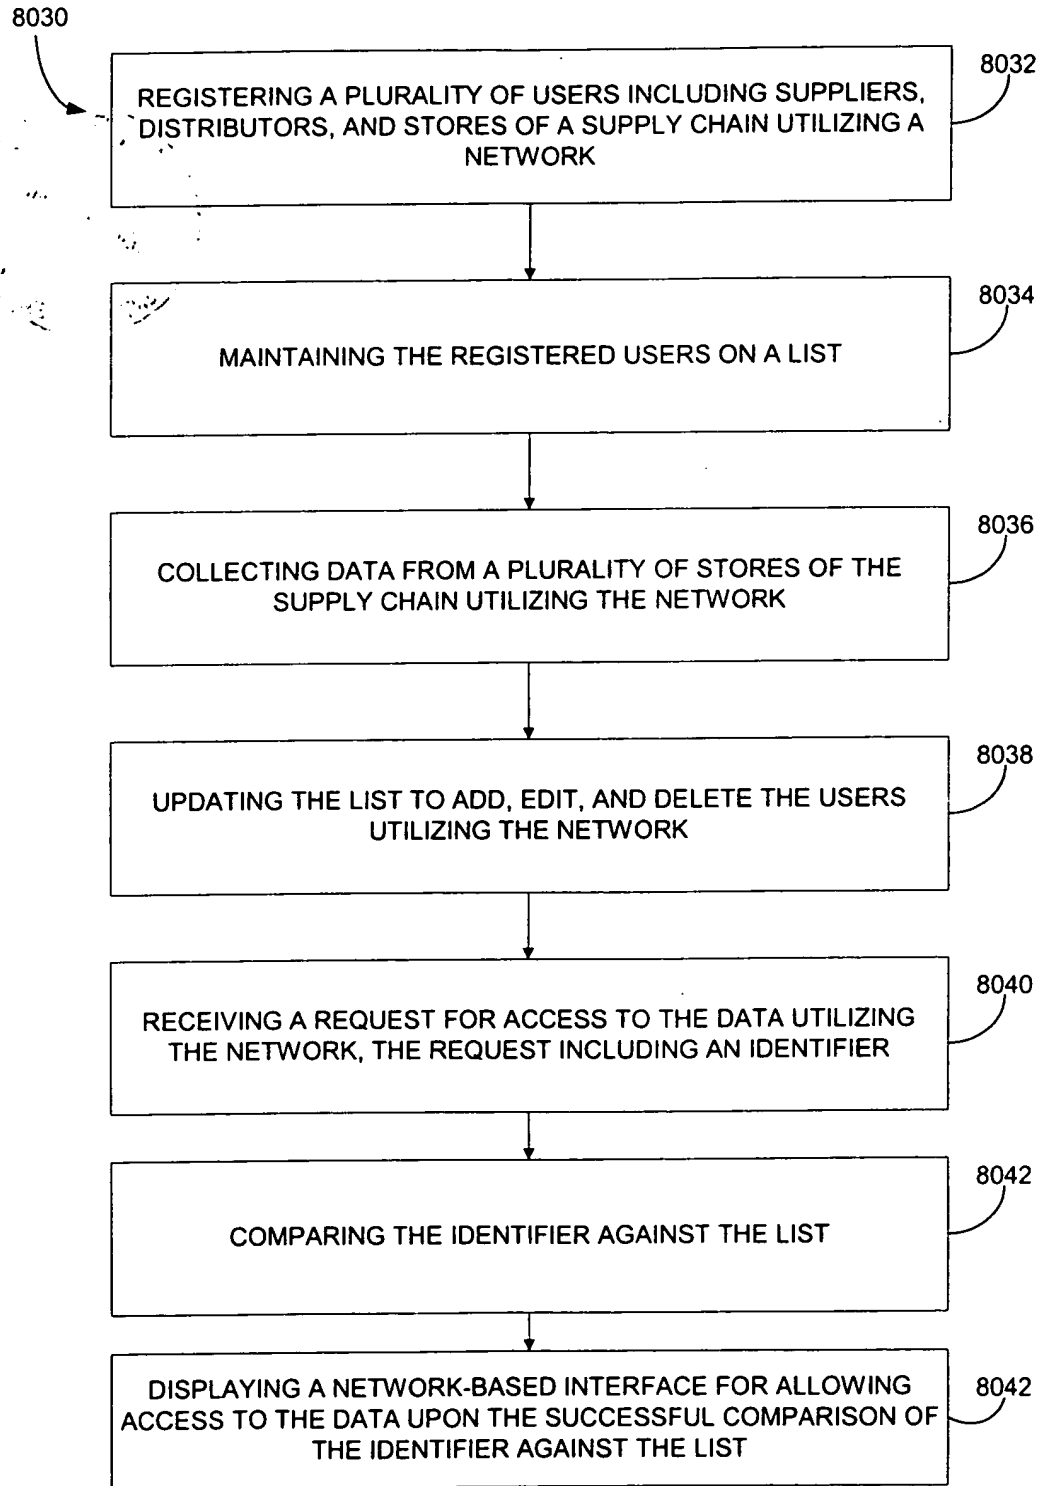 8030
8032
REGISTERING A PLURALITY OF USERS INCLUDING SUPPLIERS,
DISTRIBUTORS, AND STORES OF A SUPPLY CHAIN UTILIZING A
NETWORK
8034
MAINTAINING THE REGISTERED USERS ON A LIST
8036
COLLECTING DATA FROM A PLURALITY OF STORES OF THE
SUPPLY CHAIN UTILIZING THE NETWORK
8038
UPDATING THE LIST TO ADD, EDIT, AND DELETE THE USERS
UTILIZING THE NETWORK
8040
RECEIVING A REQUEST FOR ACCESS TO THE DATA UTILIZING
THE NETWORK, THE REQUEST INCLUDING AN IDENTIFIER
8042
COMPARING THE IDENTIFIER AGAINST THE LIST
8042
DISPLAYING A NETWORK-BASED INTERFACE FOR ALLOWING
ACCESS TO THE DATA UPON THE SUCCESSFUL COMPARISON OF
THE IDENTIFIER AGAINST THE LIST